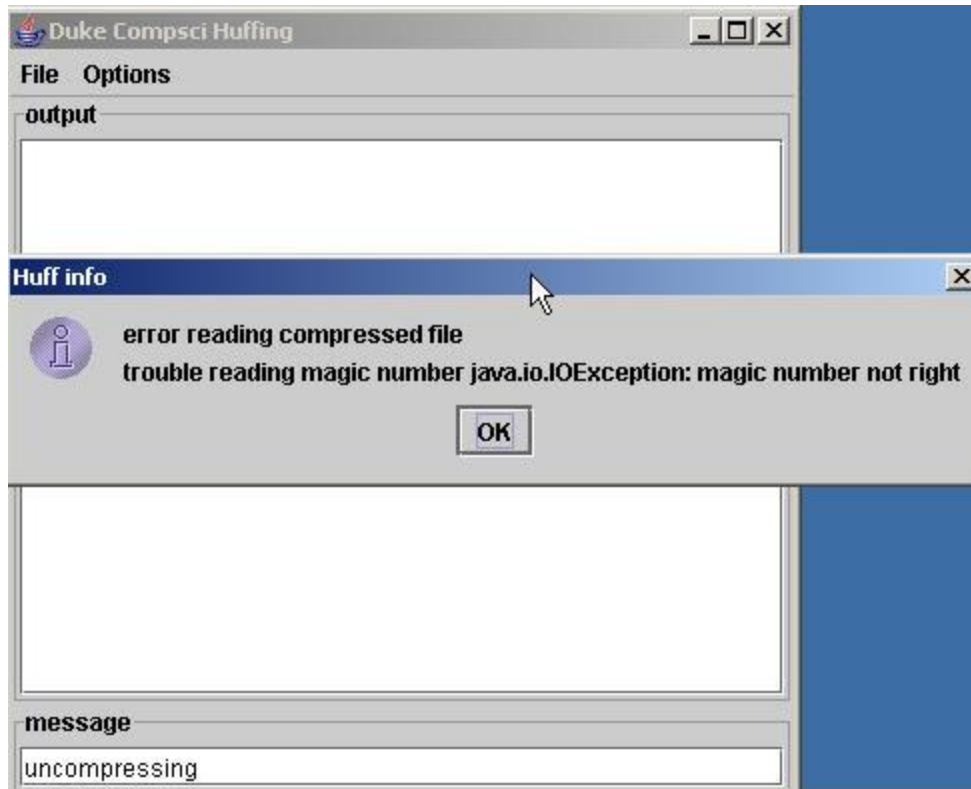 Duke Compsci Huffing
File Options
output
Huff info
error reading compressed file
trouble reading magic number java.io.IOException: magic number not right
OK
message
uncompressing